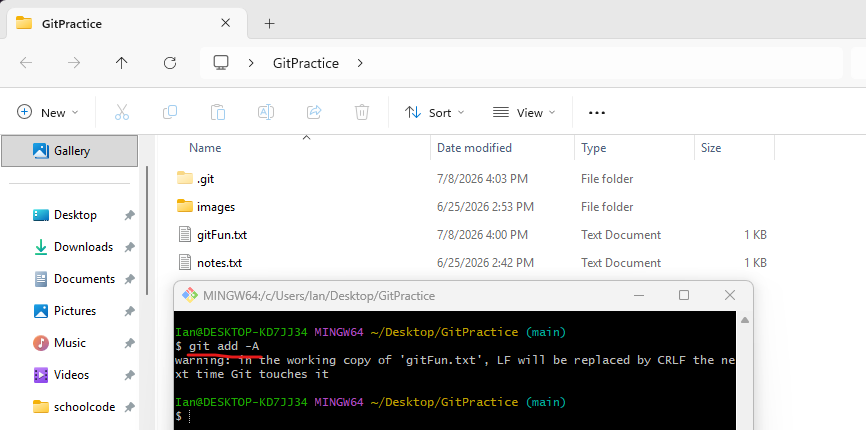 GitPractice
GitPractice
New
Sort
View
Gallery
Name Date modified Type Size
.git 7/8/2026 4:03 PM File folder
images 6/25/2026 2:53 PM File folder
gitFun.txt 7/8/2026 4:00 PM Text Document 1 KB
notes.txt 6/25/2026 2:42 PM Text Document 1 KB
Desktop
Downloads
Documents
Pictures
Music
Videos
schoolcode
MINGW64:/c/Users/Ian/Desktop/GitPractice
Ian@DESKTOP-KD7JJ34 MINGW64 ~/Desktop/GitPractice (main)
$ git add -A
warning: in the working copy of 'gitFun.txt', LF will be replaced by CRLF the ne
xt time Git touches it
Ian@DESKTOP-KD7JJ34 MINGW64 ~/Desktop/GitPractice (main)
$